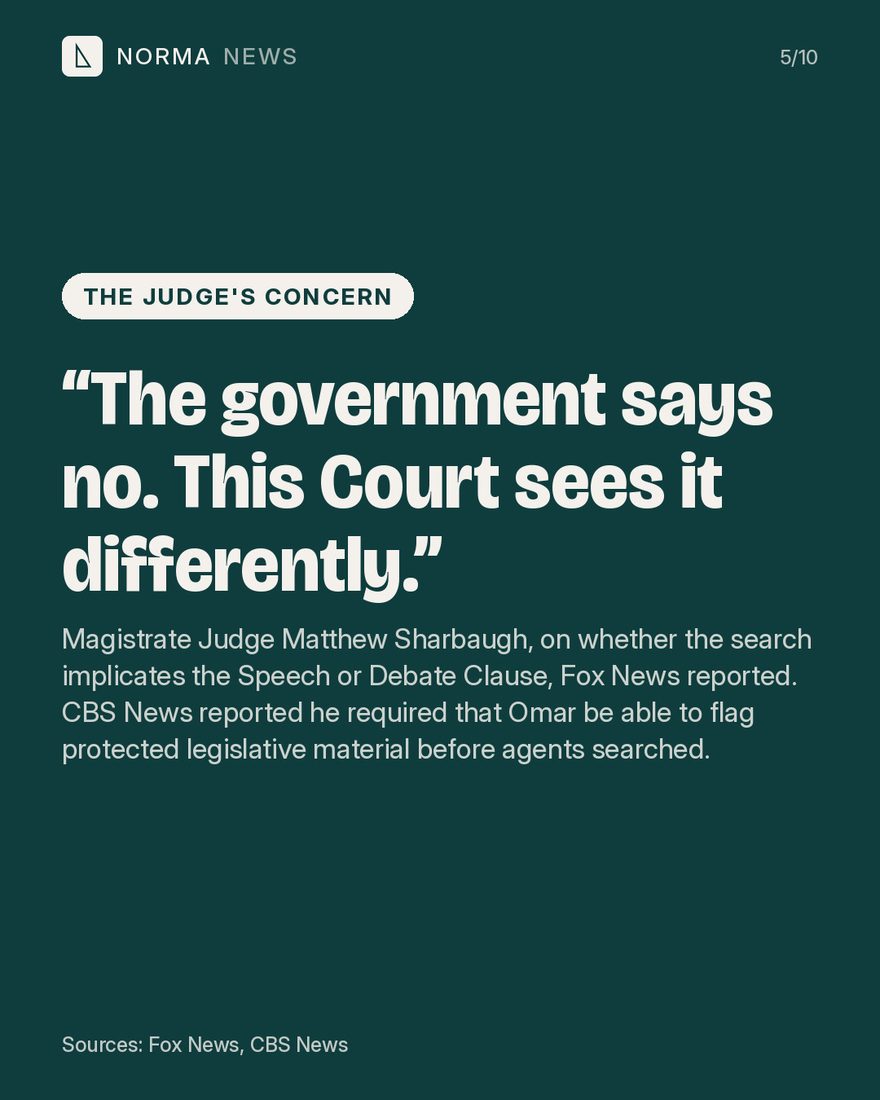 NORMA NEWS
5/10
THE JUDGE'S CONCERN
“The government says
no. This Court sees it
differently.”
Magistrate Judge Matthew Sharbaugh, on whether the search
implicates the Speech or Debate Clause, Fox News reported.
CBS News reported he required that Omar be able to flag
protected legislative material before agents searched.
Sources: Fox News, CBS News